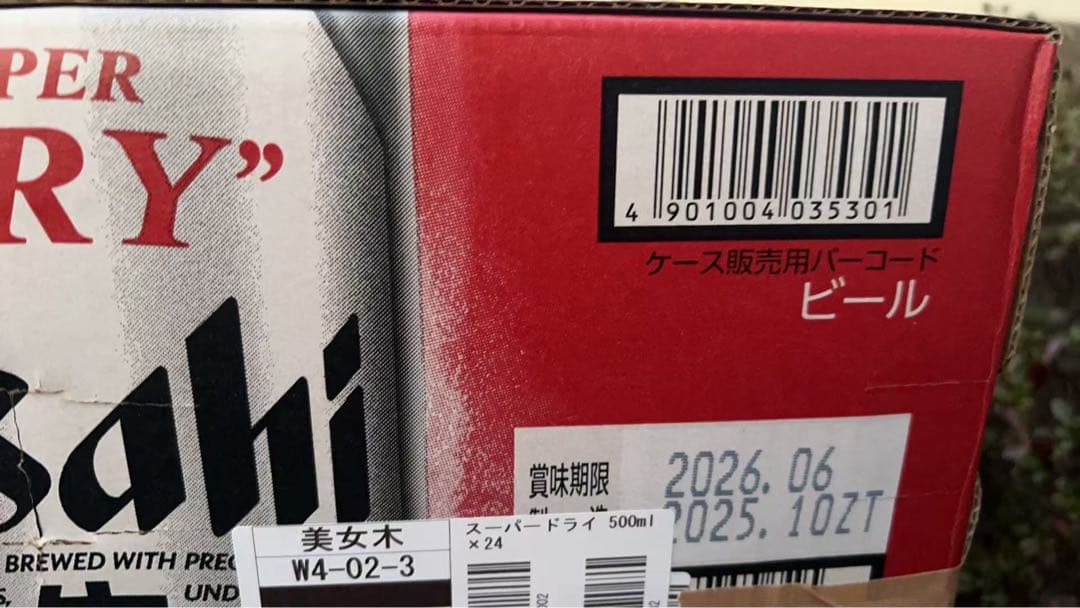 PER
RY”
4 901004 035301
ケース販売用バーコード
ビール
ahi
賞味期限 2026.06
2025.10ZT
BREWED WITH
UND
美女木
W4-02-3
スーパードライ 500ml
×24